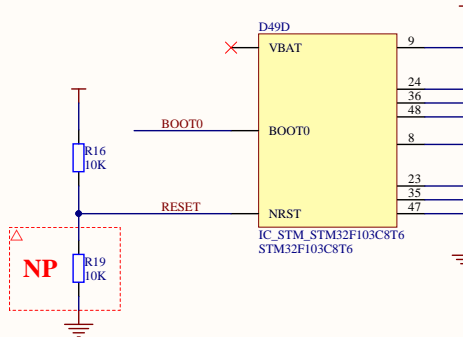 D49D
VBAT
9
24
36
48
BOOT0
BOOT0
8
R16
10K
23
35
RESET
NRST
47
IC_STM_STM32F103C8T6
STM32F103C8T6
NP
R19
10K